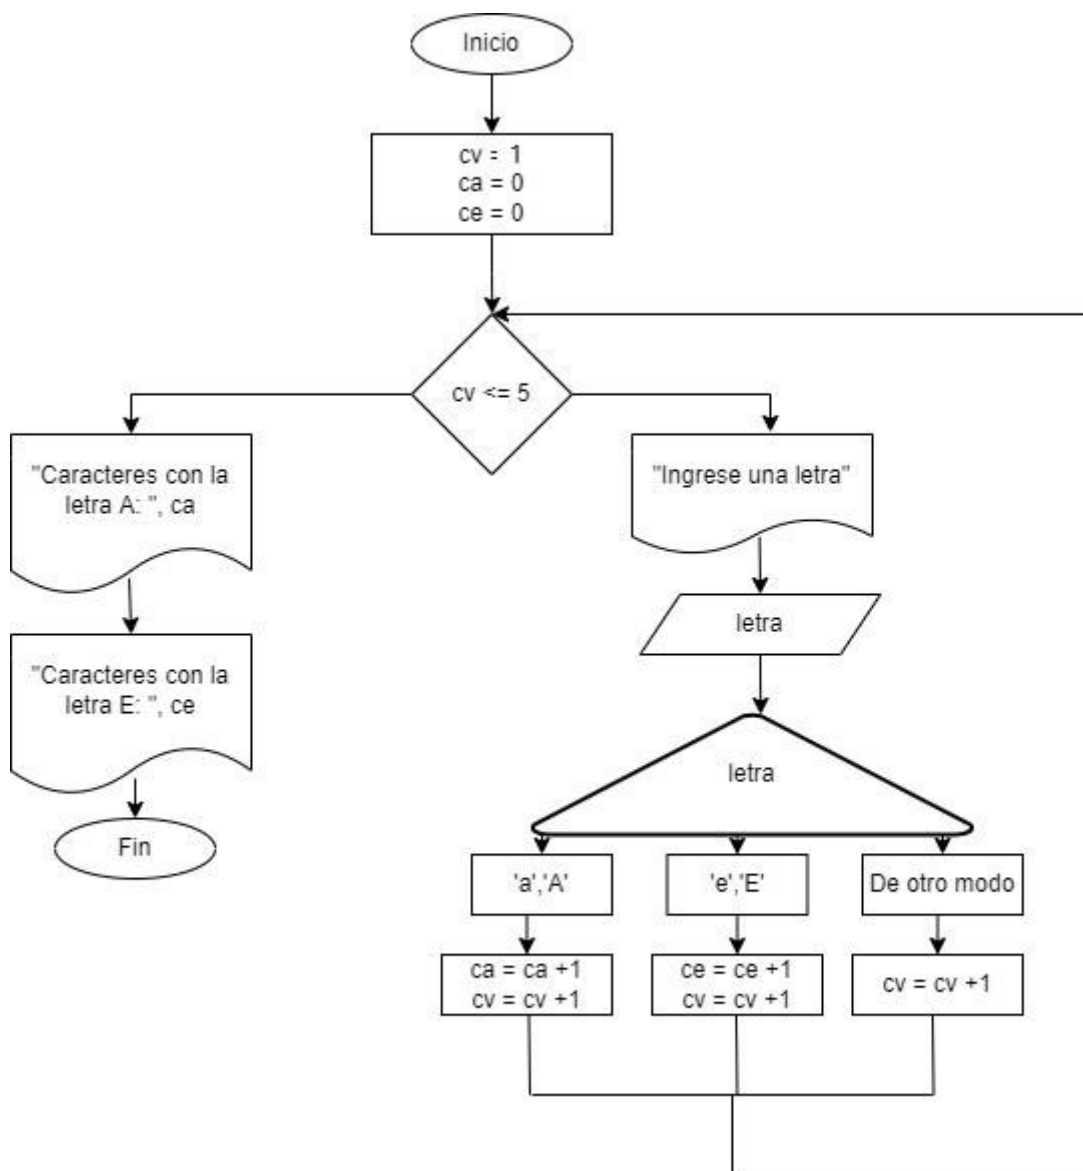 Inicio
cv = 1
ca = 0
ce = 0
cv <= 5
"Caracteres con la
letra A: ", ca
"Caracteres con la
letra E: ", ce
Fin
"Ingrese una letra"
letra
letra
'a','A'
'e','E'
De otro modo
ca = ca +1
cv = cv +1
ce = ce +1
cv = cv +1
cv = cv +1